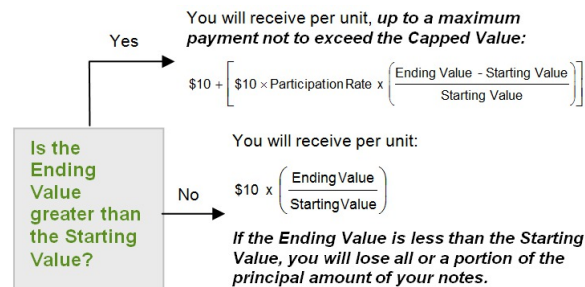 You will receive per unit, up to a maximum
payment not to exceed the Capped Value:
Yes
$10 + [ $10 × Participation Rate x ( Ending Value - Starting Value / Starting Value ) ]
Is the
Ending
Value
greater than
the Starting
Value?
No
You will receive per unit:
$10 x ( Ending Value / Starting Value )
If the Ending Value is less than the Starting
Value, you will lose all or a portion of the
principal amount of your notes.